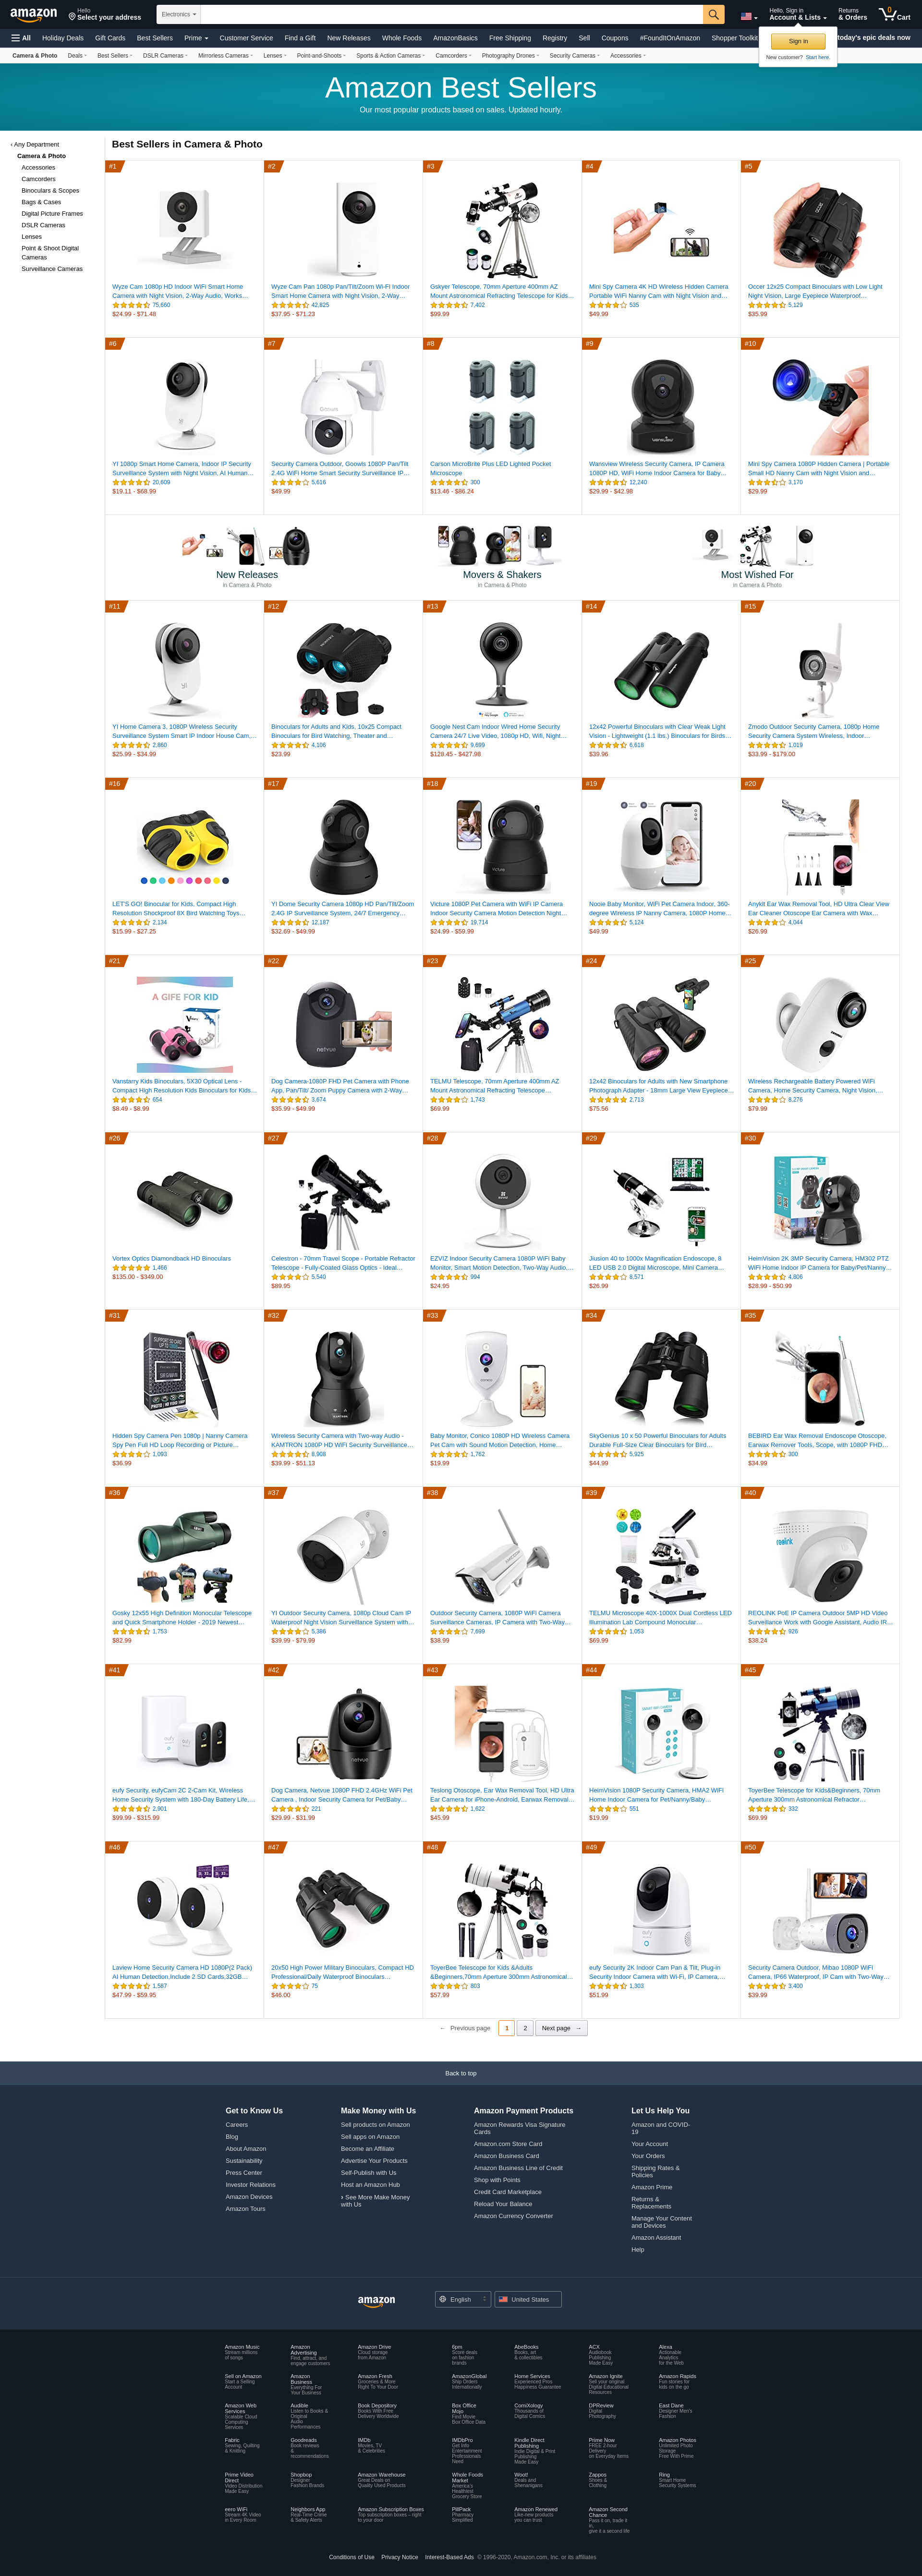 amazon
Hello
Select your address
Electronics
Hello, Sign in
Account & Lists
Returns
& Orders
0
Cart
All
Holiday Deals
Gift Cards
Best Sellers
Prime
Customer Service
Find a Gift
New Releases
Whole Foods
AmazonBasics
Free Shipping
Registry
Sell
Coupons
#FoundItOnAmazon
Shopper Toolkit
today's epic deals now
Sign in
New customer? Start here.
Camera & Photo
Deals
Best Sellers
DSLR Cameras
Mirrorless Cameras
Lenses
Point-and-Shoots
Sports & Action Cameras
Camcorders
Photography Drones
Security Cameras
Accessories
Amazon Best Sellers
Our most popular products based on sales. Updated hourly.
‹ Any Department
Camera & Photo
Accessories
Camcorders
Binoculars & Scopes
Bags & Cases
Digital Picture Frames
DSLR Cameras
Lenses
Point & Shoot Digital
Cameras
Surveillance Cameras
Best Sellers in Camera & Photo
#1
Wyze Cam 1080p HD Indoor WiFi Smart Home
Camera with Night Vision, 2-Way Audio, Works…
75,660
$24.99 - $71.48
#2
Wyze Cam Pan 1080p Pan/Tilt/Zoom Wi-Fi Indoor
Smart Home Camera with Night Vision, 2-Way…
42,825
$37.95 - $71.23
#3
Gskyer Telescope, 70mm Aperture 400mm AZ
Mount Astronomical Refracting Telescope for Kids…
7,402
$99.99
#4
Mini Spy Camera 4K HD Wireless Hidden Camera
Portable WiFi Nanny Cam with Night Vision and…
535
$49.99
#5
Occer 12x25 Compact Binoculars with Low Light
Night Vision, Large Eyepiece Waterproof…
5,129
$35.99
#6
YI 1080p Smart Home Camera, Indoor IP Security
Surveillance System with Night Vision, AI Human…
20,609
$19.11 - $68.99
#7
Security Camera Outdoor, Goowls 1080P Pan/Tilt
2.4G WiFi Home Smart Security Surveillance IP…
5,616
$49.99
#8
Carson MicroBrite Plus LED Lighted Pocket
Microscope
300
$13.46 - $86.24
#9
Wansview Wireless Security Camera, IP Camera
1080P HD, WiFi Home Indoor Camera for Baby…
12,240
$29.99 - $42.98
#10
Mini Spy Camera 1080P Hidden Camera | Portable
Small HD Nanny Cam with Night Vision and…
3,170
$29.99
New Releases
in Camera & Photo
Movers & Shakers
in Camera & Photo
Most Wished For
in Camera & Photo
#11
YI Home Camera 3, 1080P Wireless Security
Surveillance System Smart IP Indoor House Cam,…
2,860
$25.99 - $34.99
#12
Binoculars for Adults and Kids, 10x25 Compact
Binoculars for Bird Watching, Theater and…
4,106
$23.99
#13
Google Nest Cam Indoor Wired Home Security
Camera 24/7 Live Video, 1080p HD, Wifi, Night…
9,699
$128.45 - $427.98
#14
12x42 Powerful Binoculars with Clear Weak Light
Vision - Lightweight (1.1 lbs.) Binoculars for Birds…
6,618
$39.96
#15
Zmodo Outdoor Security Camera, 1080p Home
Security Camera System Wireless, Indoor…
1,019
$33.99 - $179.00
#16
LET'S GO! Binocular for Kids, Compact High
Resolution Shockproof 8X Bird Watching Toys…
2,134
$15.99 - $27.25
#17
YI Dome Security Camera 1080p HD Pan/Tilt/Zoom
2.4G IP Surveillance System, 24/7 Emergency…
12,187
$32.69 - $49.99
#18
Victure 1080P Pet Camera with WiFi IP Camera
Indoor Security Camera Motion Detection Night…
19,714
$24.99 - $59.99
#19
Nooie Baby Monitor, WiFi Pet Camera Indoor, 360-
degree Wireless IP Nanny Camera, 1080P Home…
5,124
$49.99
#20
Anykit Ear Wax Removal Tool, HD Ultra Clear View
Ear Cleaner Otoscope Ear Camera with Wax…
4,044
$26.99
#21
A GIFE FOR KID
Vanstarry Kids Binoculars, 5X30 Optical Lens -
Compact High Resolution Kids Binoculars for Kids…
654
$8.49 - $8.99
#22
netvue
Dog Camera-1080P FHD Pet Camera with Phone
App, Pan/Tilt/ Zoom Puppy Camera with 2-Way…
3,674
$35.99 - $49.99
#23
TELMU Telescope, 70mm Aperture 400mm AZ
Mount Astronomical Refracting Telescope…
1,743
$69.99
#24
12x42 Binoculars for Adults with New Smartphone
Photograph Adapter - 18mm Large View Eyepiece…
2,713
$75.56
#25
Wireless Rechargeable Battery Powered WiFi
Camera, Home Security Camera, Night Vision,…
8,276
$79.99
#26
Vortex Optics Diamondback HD Binoculars
1,466
$135.00 - $349.00
#27
Celestron - 70mm Travel Scope - Portable Refractor
Telescope - Fully-Coated Glass Optics - Ideal…
5,540
$89.95
#28
EZVIZ Indoor Security Camera 1080P WiFi Baby
Monitor, Smart Motion Detection, Two-Way Audio,…
994
$24.95
#29
Jiusion 40 to 1000x Magnification Endoscope, 8
LED USB 2.0 Digital Microscope, Mini Camera…
8,571
$26.99
#30
HeimVision 2K 3MP Security Camera, HM302 PTZ
WiFi Home Indoor IP Camera for Baby/Pet/Nanny…
4,806
$28.99 - $50.99
#31
Hidden Spy Camera Pen 1080p | Nanny Camera
Spy Pen Full HD Loop Recording or Picture…
1,093
$36.99
#32
Wireless Security Camera with Two-way Audio -
KAMTRON 1080P HD WiFi Security Surveillance…
8,908
$39.99 - $51.13
#33
Baby Monitor, Conico 1080P HD Wireless Camera
Pet Cam with Sound Motion Detection, Home…
1,762
$19.99
#34
SkyGenius 10 x 50 Powerful Binoculars for Adults
Durable Full-Size Clear Binoculars for Bird…
5,925
$44.99
#35
BEBIRD Ear Wax Removal Endoscope Otoscope,
Earwax Remover Tools, Scope, with 1080P FHD…
300
$34.99
#36
Gosky 12x55 High Definition Monocular Telescope
and Quick Smartphone Holder - 2019 Newest…
1,753
$82.99
#37
YI Outdoor Security Camera, 1080p Cloud Cam IP
Waterproof Night Vision Surveillance System with…
5,386
$39.99 - $79.99
#38
Outdoor Security Camera, 1080P WiFi Camera
Surveillance Cameras, IP Camera with Two-Way…
7,699
$38.99
#39
TELMU Microscope 40X-1000X Dual Cordless LED
Illumination Lab Compound Monocular…
1,053
$69.99
#40
reolink
REOLINK PoE IP Camera Outdoor 5MP HD Video
Surveillance Work with Google Assistant, Audio IR…
926
$38.24
#41
eufy Security, eufyCam 2C 2-Cam Kit, Wireless
Home Security System with 180-Day Battery Life,…
2,901
$99.99 - $315.99
#42
netvue
Dog Camera, Netvue 1080P FHD 2.4GHz WiFi Pet
Camera , Indoor Security Camera for Pet/Baby…
221
$29.99 - $31.99
#43
Teslong Otoscope, Ear Wax Removal Tool, HD Ultra
Ear Camera for iPhone-Android, Earwax Removal…
1,622
$45.99
#44
HeimVision 1080P Security Camera, HMA2 WiFi
Home Indoor Camera for Pet/Nanny/Baby…
551
$19.99
#45
ToyerBee Telescope for Kids&Beginners, 70mm
Aperture 300mm Astronomical Refractor…
332
$69.99
#46
Laview Home Security Camera HD 1080P(2 Pack)
AI Human Detection,Include 2 SD Cards,32GB…
1,587
$47.99 - $59.95
#47
20x50 High Power Military Binoculars, Compact HD
Professional/Daily Waterproof Binoculars…
75
$46.00
#48
ToyerBee Telescope for Kids &Adults
&Beginners,70mm Aperture 300mm Astronomical…
803
$57.99
#49
eufy Security 2K Indoor Cam Pan & Tilt, Plug-in
Security Indoor Camera with Wi-Fi, IP Camera,…
1,303
$51.99
#50
Security Camera Outdoor, Mibao 1080P WiFi
Camera, IP66 Waterproof, IP Cam with Two-Way…
3,400
$39.99
← Previous page 1 2 Next page →
Back to top
Get to Know Us
Careers
Blog
About Amazon
Sustainability
Press Center
Investor Relations
Amazon Devices
Amazon Tours
Make Money with Us
Sell products on Amazon
Sell apps on Amazon
Become an Affiliate
Advertise Your Products
Self-Publish with Us
Host an Amazon Hub
› See More Make Money
with Us
Amazon Payment Products
Amazon Rewards Visa Signature
Cards
Amazon.com Store Card
Amazon Business Card
Amazon Business Line of Credit
Shop with Points
Credit Card Marketplace
Reload Your Balance
Amazon Currency Converter
Let Us Help You
Amazon and COVID-
19
Your Account
Your Orders
Shipping Rates &
Policies
Amazon Prime
Returns &
Replacements
Manage Your Content
and Devices
Amazon Assistant
Help
amazon
English
United States
Amazon Music
Stream millions
of songs
Amazon
Advertising
Find, attract, and
engage customers
Amazon Drive
Cloud storage
from Amazon
6pm
Score deals
on fashion
brands
AbeBooks
Books, art
& collectibles
ACX
Audiobook
Publishing
Made Easy
Alexa
Actionable
Analytics
for the Web
Sell on Amazon
Start a Selling
Account
Amazon
Business
Everything For
Your Business
Amazon Fresh
Groceries & More
Right To Your Door
AmazonGlobal
Ship Orders
Internationally
Home Services
Experienced Pros
Happiness Guarantee
Amazon Ignite
Sell your original
Digital Educational
Resources
Amazon Rapids
Fun stories for
kids on the go
Amazon Web
Services
Scalable Cloud
Computing
Services
Audible
Listen to Books &
Original
Audio
Performances
Book Depository
Books With Free
Delivery Worldwide
Box Office
Mojo
Find Movie
Box Office Data
ComiXology
Thousands of
Digital Comics
DPReview
Digital
Photography
East Dane
Designer Men's
Fashion
Fabric
Sewing, Quilting
& Knitting
Goodreads
Book reviews
&
recommendations
IMDb
Movies, TV
& Celebrities
IMDbPro
Get Info
Entertainment
Professionals
Need
Kindle Direct
Publishing
Indie Digital & Print
Publishing
Made Easy
Prime Now
FREE 2-hour
Delivery
on Everyday Items
Amazon Photos
Unlimited Photo
Storage
Free With Prime
Prime Video
Direct
Video Distribution
Made Easy
Shopbop
Designer
Fashion Brands
Amazon Warehouse
Great Deals on
Quality Used Products
Whole Foods
Market
America's
Healthiest
Grocery Store
Woot!
Deals and
Shenanigans
Zappos
Shoes &
Clothing
Ring
Smart Home
Security Systems
eero WiFi
Stream 4K Video
in Every Room
Neighbors App
Real-Time Crime
& Safety Alerts
Amazon Subscription Boxes
Top subscription boxes – right
to your door
PillPack
Pharmacy
Simplified
Amazon Renewed
Like-new products
you can trust
Amazon Second
Chance
Pass it on, trade it
in,
give it a second life
Conditions of Use Privacy Notice Interest-Based Ads © 1996-2020, Amazon.com, Inc. or its affiliates